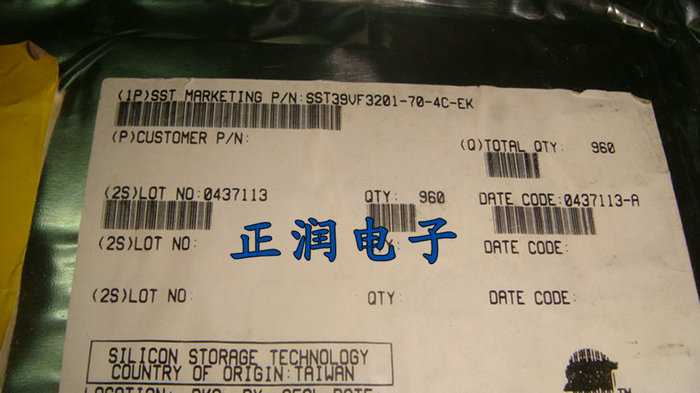 (1P)SST MARKETING P/N:SST39VF3201-70-4C-EK
(P)CUSTOMER P/N:
(Q)TOTAL QTY: 960
(2S)LOT NO:0437113 QTY: 960 DATE CODE:0437113-A
正润电子
(2S)LOT NO: QTY: DATE CODE:
(2S)LOT NO: QTY: DATE CODE:
SILICON STORAGE TECHNOLOGY
COUNTRY OF ORIGIN:TAIWAN